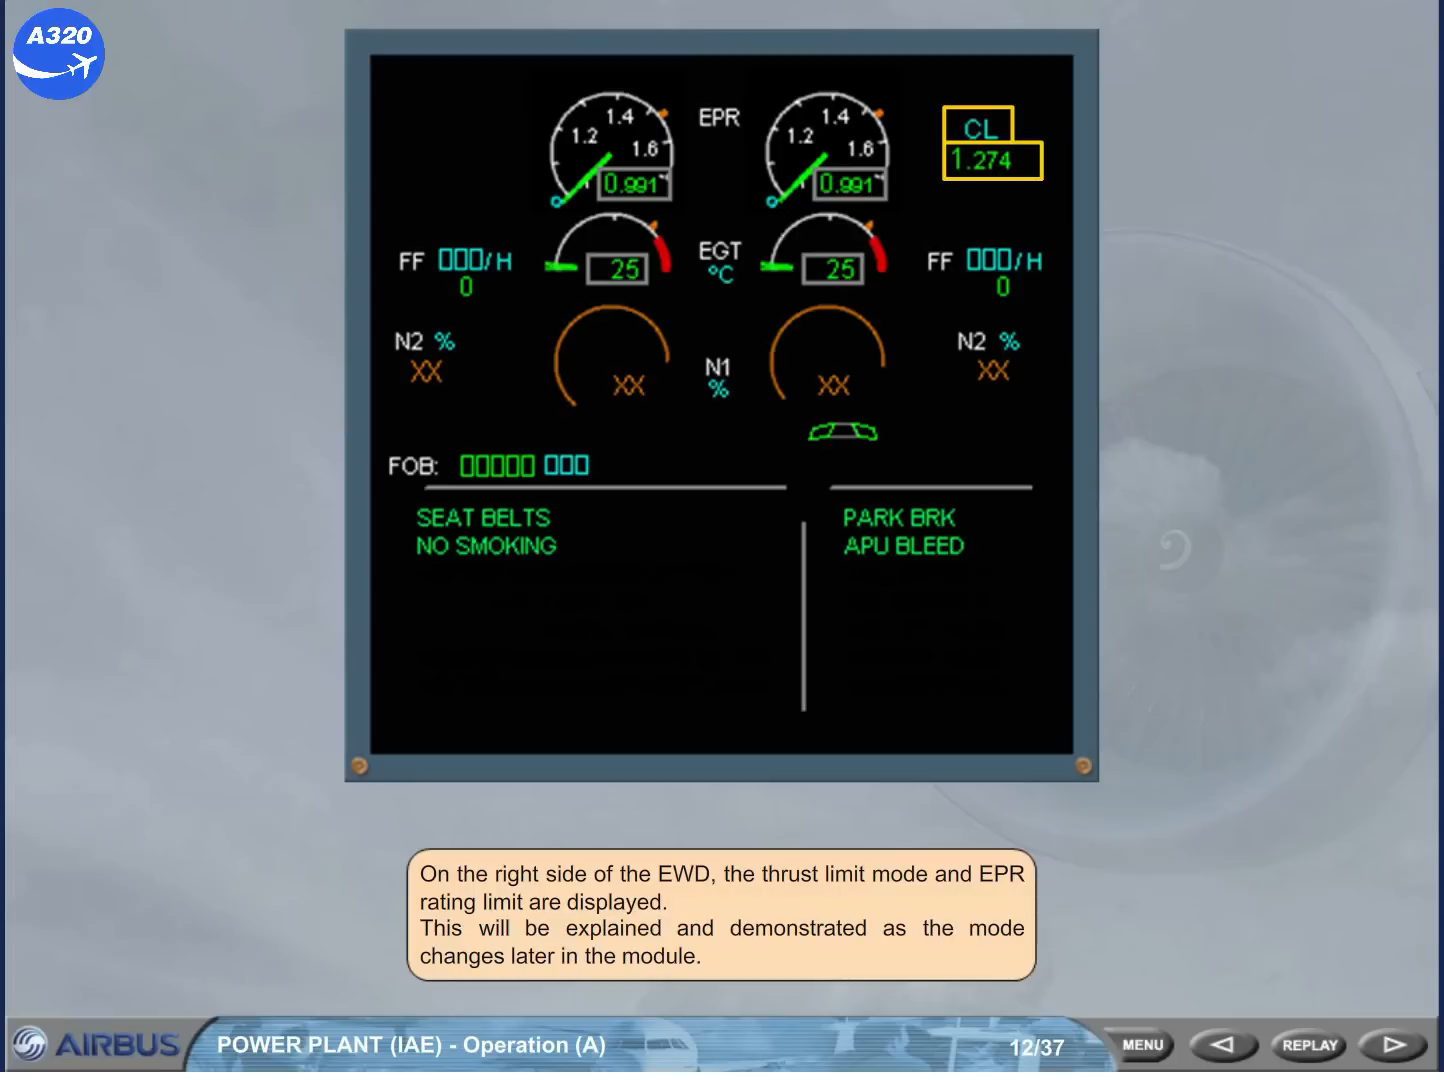 A320
1.4 EPR 1.4
1.2 1.2 CL
1.6 1.6
1.274
0.991 0.991
FF 000/H EGT FF 000/H
25 °C 25
0 0
N2 % N2 %
XX N1 XX
XX % XX
FOB: 00000 000
SEAT BELTS PARK BRK
NO SMOKING APU BLEED
On the right side of the EWD, the thrust limit mode and EPR
rating limit are displayed.
This will be explained and demonstrated as the mode
changes later in the module.
AIRBUS POWER PLANT (IAE) - Operation (A) 12/37 MENU REPLAY